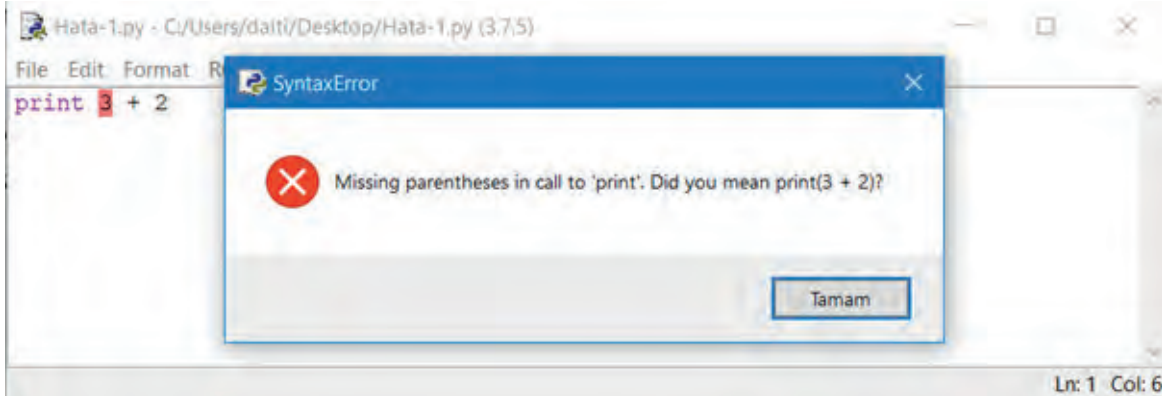 Hata-1.py - C:/Users/daiti/Desktop/Hata-1.py (3.7.5)
File Edit Format R
SyntaxError
print 3 + 2
Missing parentheses in call to 'print'. Did you mean print(3 + 2)?
Tamam
Ln: 1 Col: 6